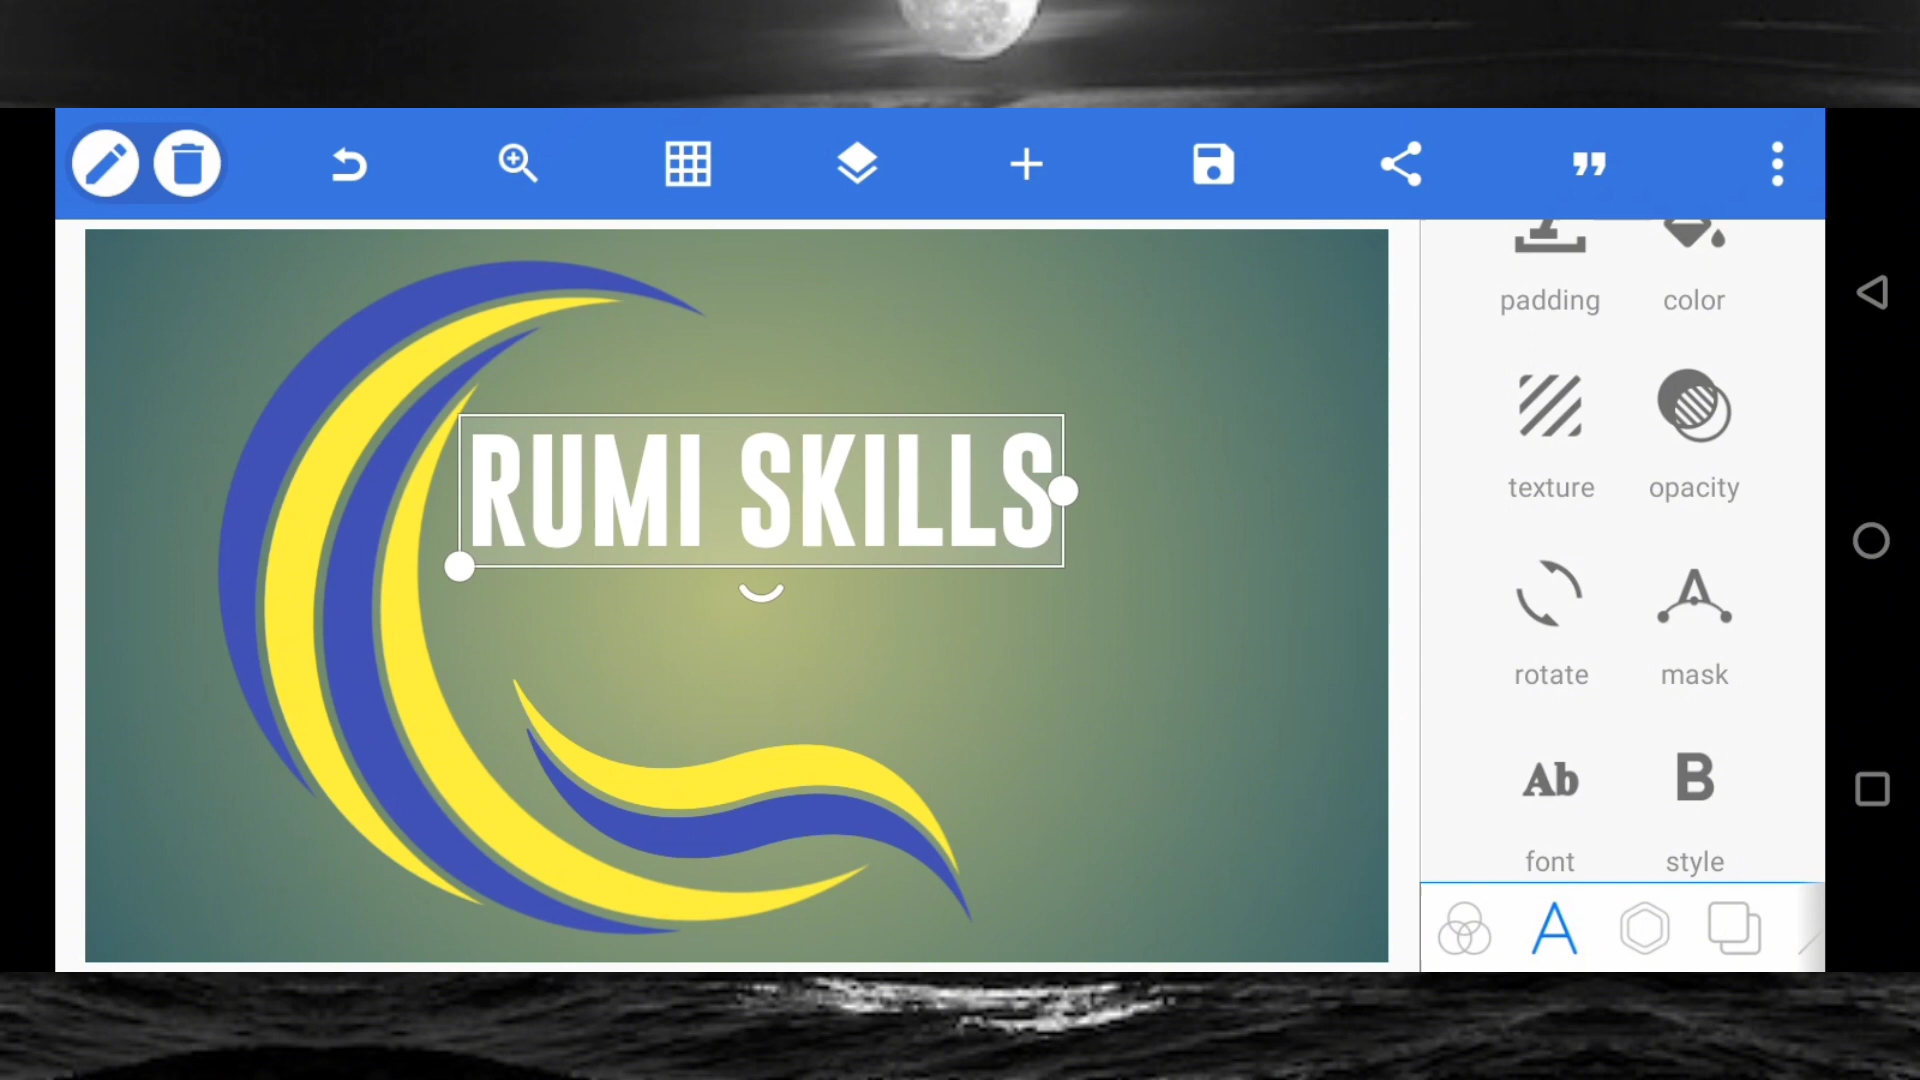 padding color
RUMI SKILLS
texture opacity
rotate mask
Ab B
font style
A